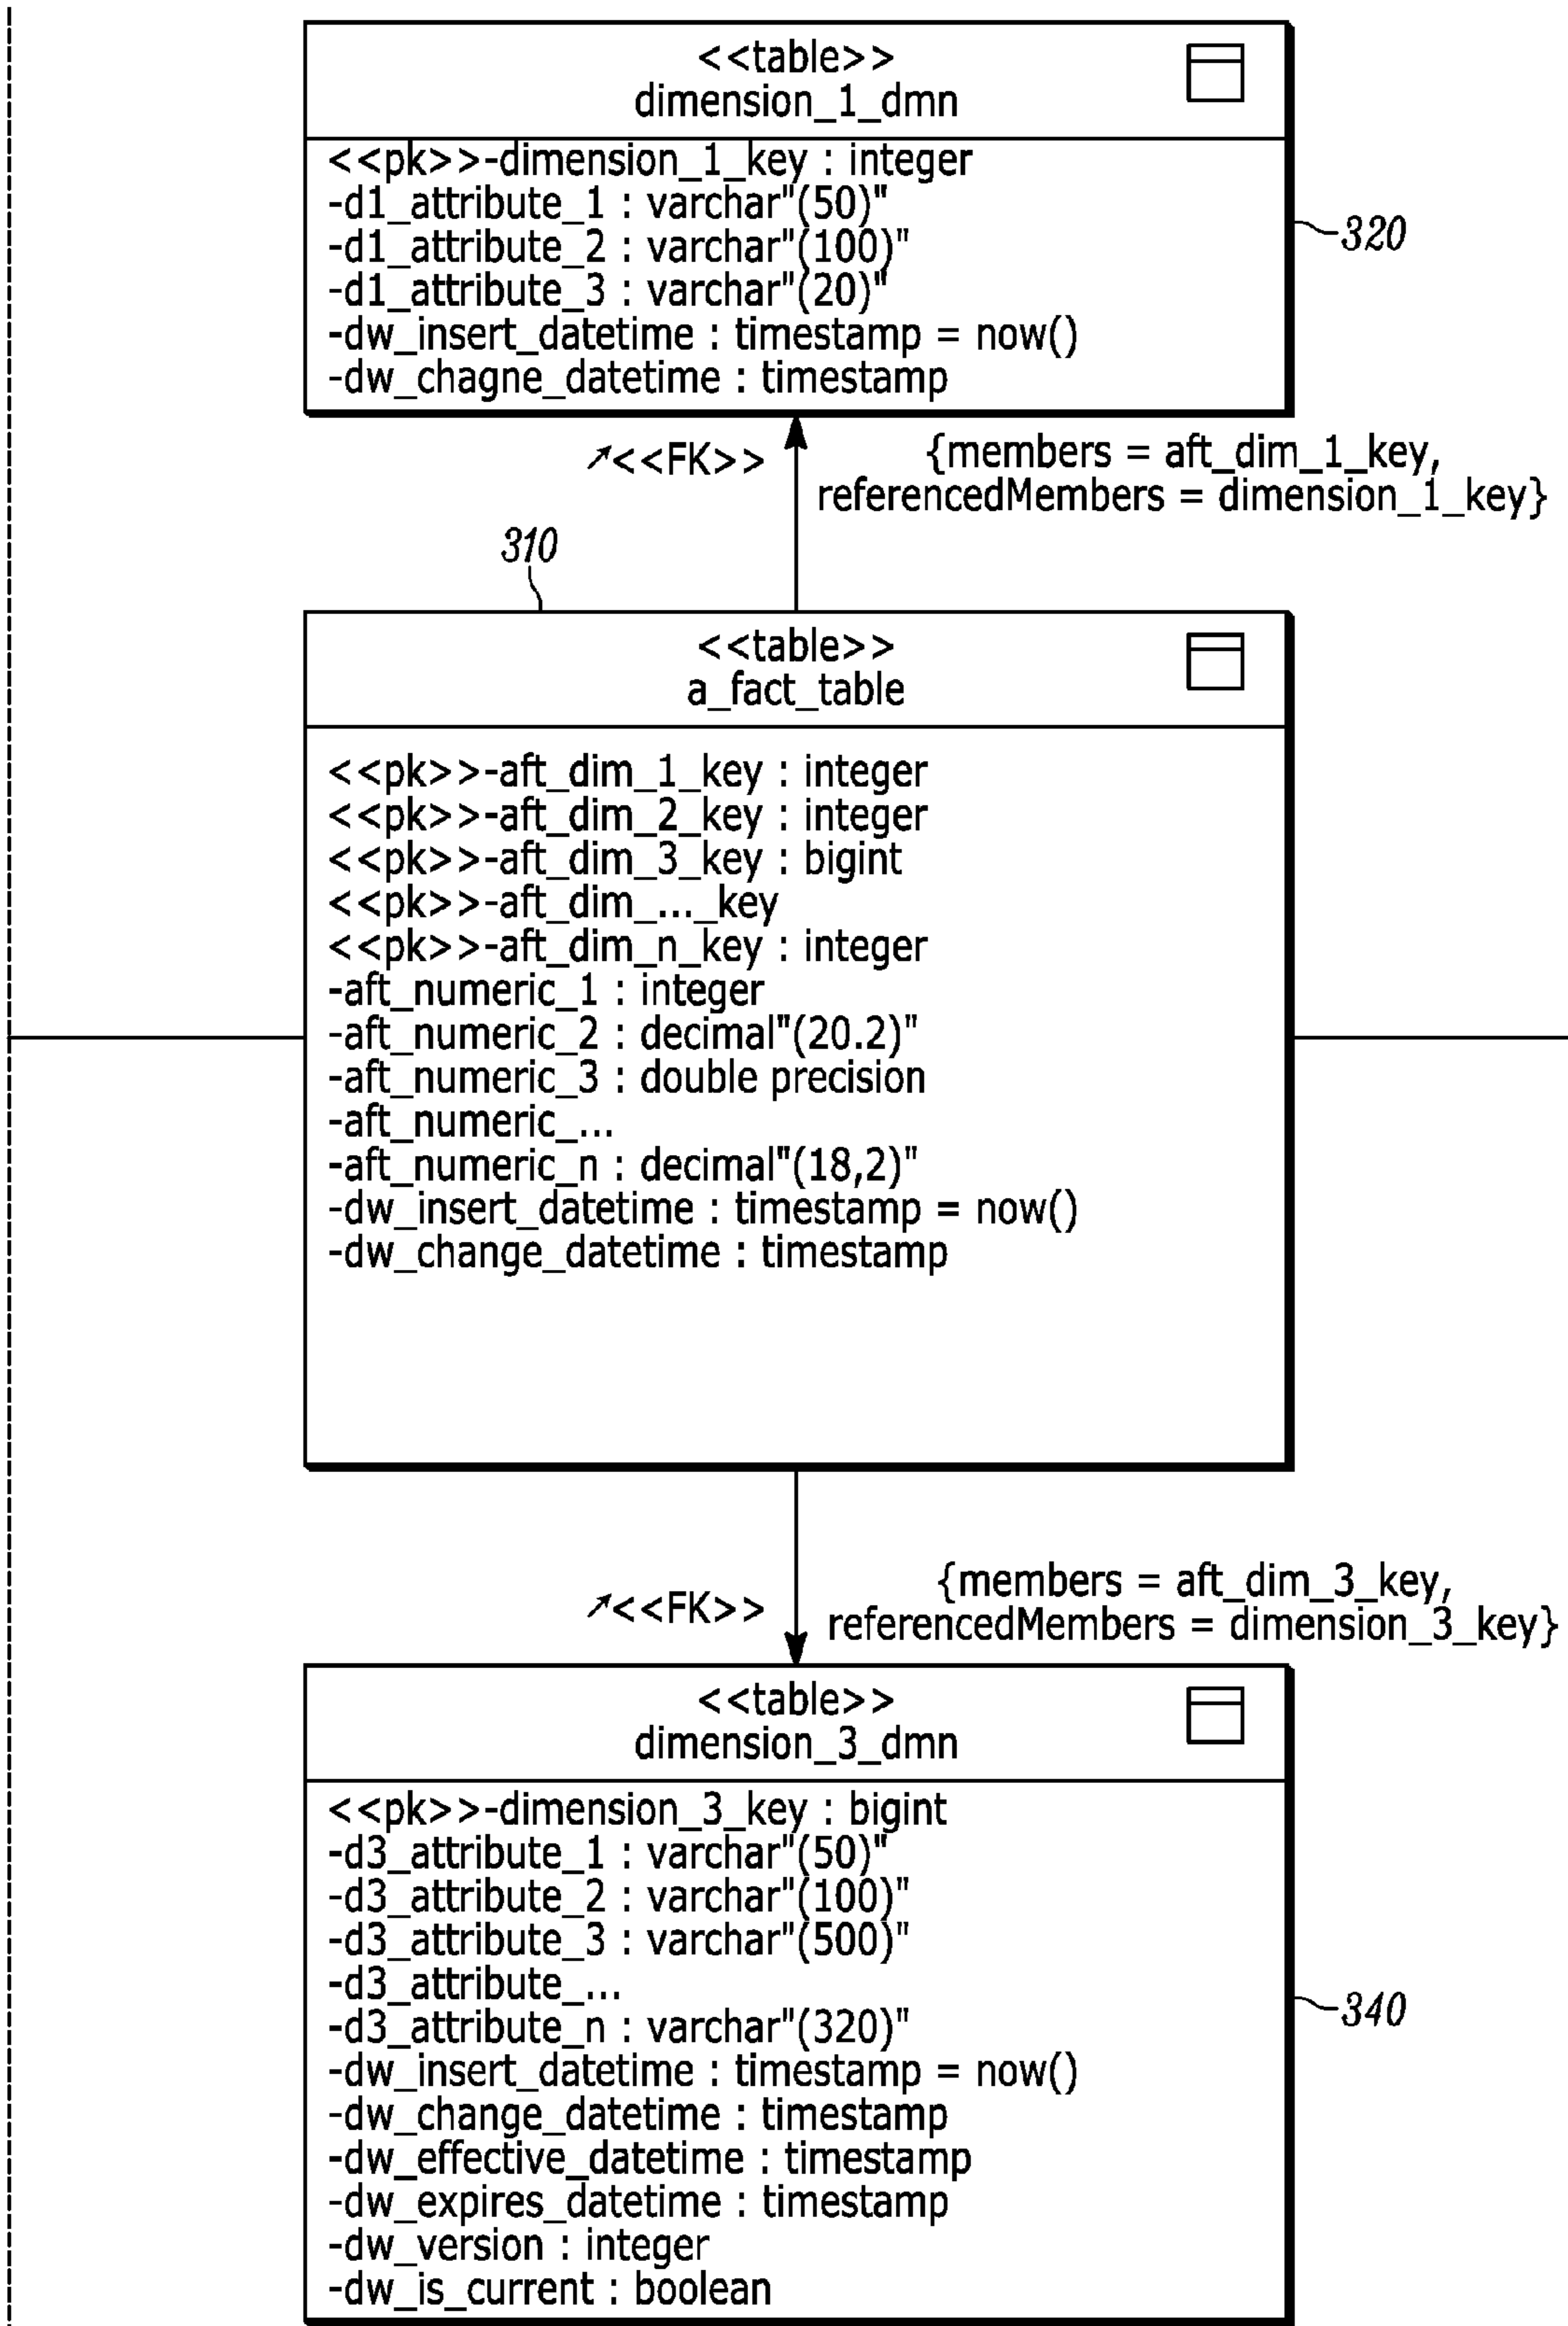 <<table>>
dimension_1_dmn
<<pk>>-dimension_1_key : integer
-d1_attribute_1 : varchar"(50)"
-d1_attribute_2 : varchar"(100)"
-d1_attribute_3 : varchar"(20)"
-dw_insert_datetime : timestamp = now()
-dw_chagne_datetime : timestamp
320
<<FK>>
{members = aft_dim_1_key,
referencedMembers = dimension_1_key}
310
<<table>>
a_fact_table
<<pk>>-aft_dim_1_key : integer
<<pk>>-aft_dim_2_key : integer
<<pk>>-aft_dim_3_key : bigint
<<pk>>-aft_dim_..._key
<<pk>>-aft_dim_n_key : integer
-aft_numeric_1 : integer
-aft_numeric_2 : decimal"(20.2)"
-aft_numeric_3 : double precision
-aft_numeric_...
-aft_numeric_n : decimal"(18,2)"
-dw_insert_datetime : timestamp = now()
-dw_change_datetime : timestamp
<<FK>>
{members = aft_dim_3_key,
referencedMembers = dimension_3_key}
<<table>>
dimension_3_dmn
<<pk>>-dimension_3_key : bigint
-d3_attribute_1 : varchar"(50)"
-d3_attribute_2 : varchar"(100)"
-d3_attribute_3 : varchar"(500)"
-d3_attribute_...
-d3_attribute_n : varchar"(320)"
-dw_insert_datetime : timestamp = now()
-dw_change_datetime : timestamp
-dw_effective_datetime : timestamp
-dw_expires_datetime : timestamp
-dw_version : integer
-dw_is_current : boolean
340